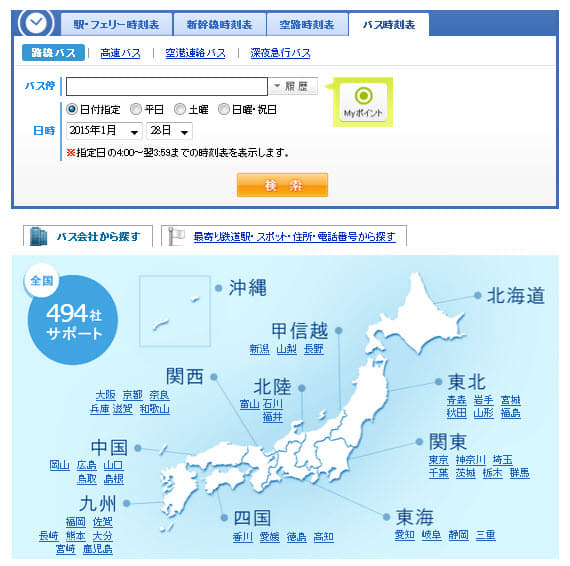 駅・フェリー時刻表 新幹線時刻表 空路時刻表 バス時刻表
路線バス 高速バス 空港連絡バス 深夜急行バス
バス停 履歴
Myポイント
日付指定 平日 土曜 日曜・祝日
日時 2015年1月 28日
※指定日の4:00～翌3:59までの時刻表を表示します。
検索
バス会社から探す 最寄り鉄道駅・スポット・住所・電話番号から探す
全国
494社
サポート
沖縄
北海道
甲信越
新潟 山梨 長野
関西
大阪 京都 奈良
兵庫 滋賀 和歌山
北陸
富山 石川
福井
東北
青森 岩手 宮城
秋田 山形 福島
中国
岡山 広島 山口
鳥取 島根
関東
東京 神奈川 埼玉
千葉 茨城 栃木 群馬
九州
福岡 佐賀
長崎 熊本 大分
宮崎 鹿児島
四国
香川 愛媛 徳島 高知
東海
愛知 岐阜 静岡 三重